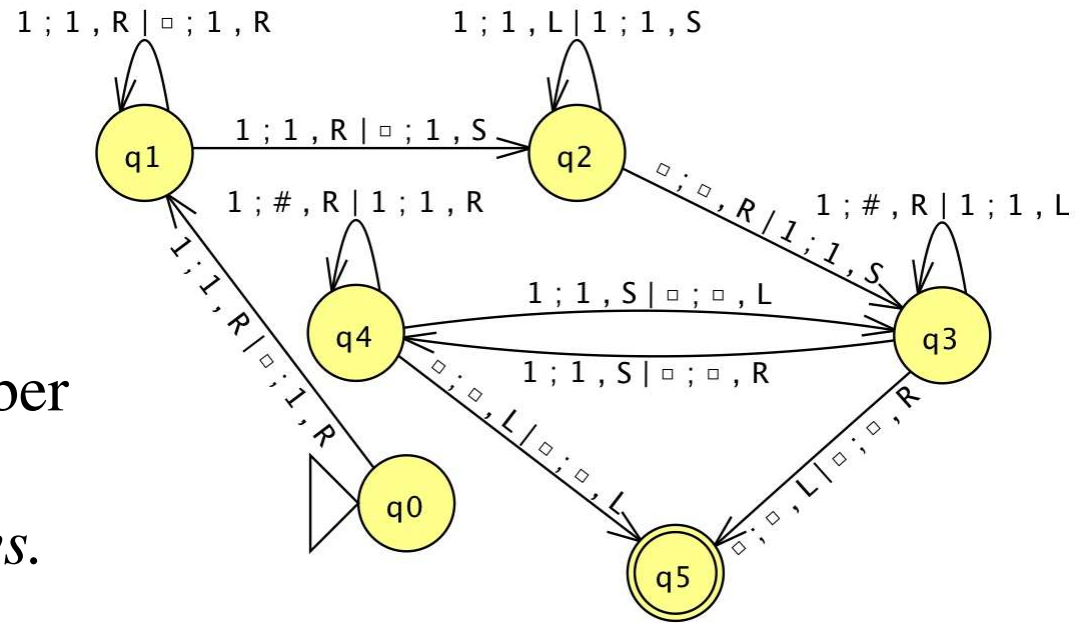 1;1,R|□;1,R
1;1,L|1;1,S
q1
1;1,R|□;1,S
q2
1;#,R|1;1,R
□;□,R|1;1,S
1;#,R|1;1,L
1;1,R|□;1,R
q4
1;1,S|□;□,L
1;1,S|□;□,R
q3
ber
□;□,L|□;□,L
□;□,L|□;□,R
q0
es.
q5